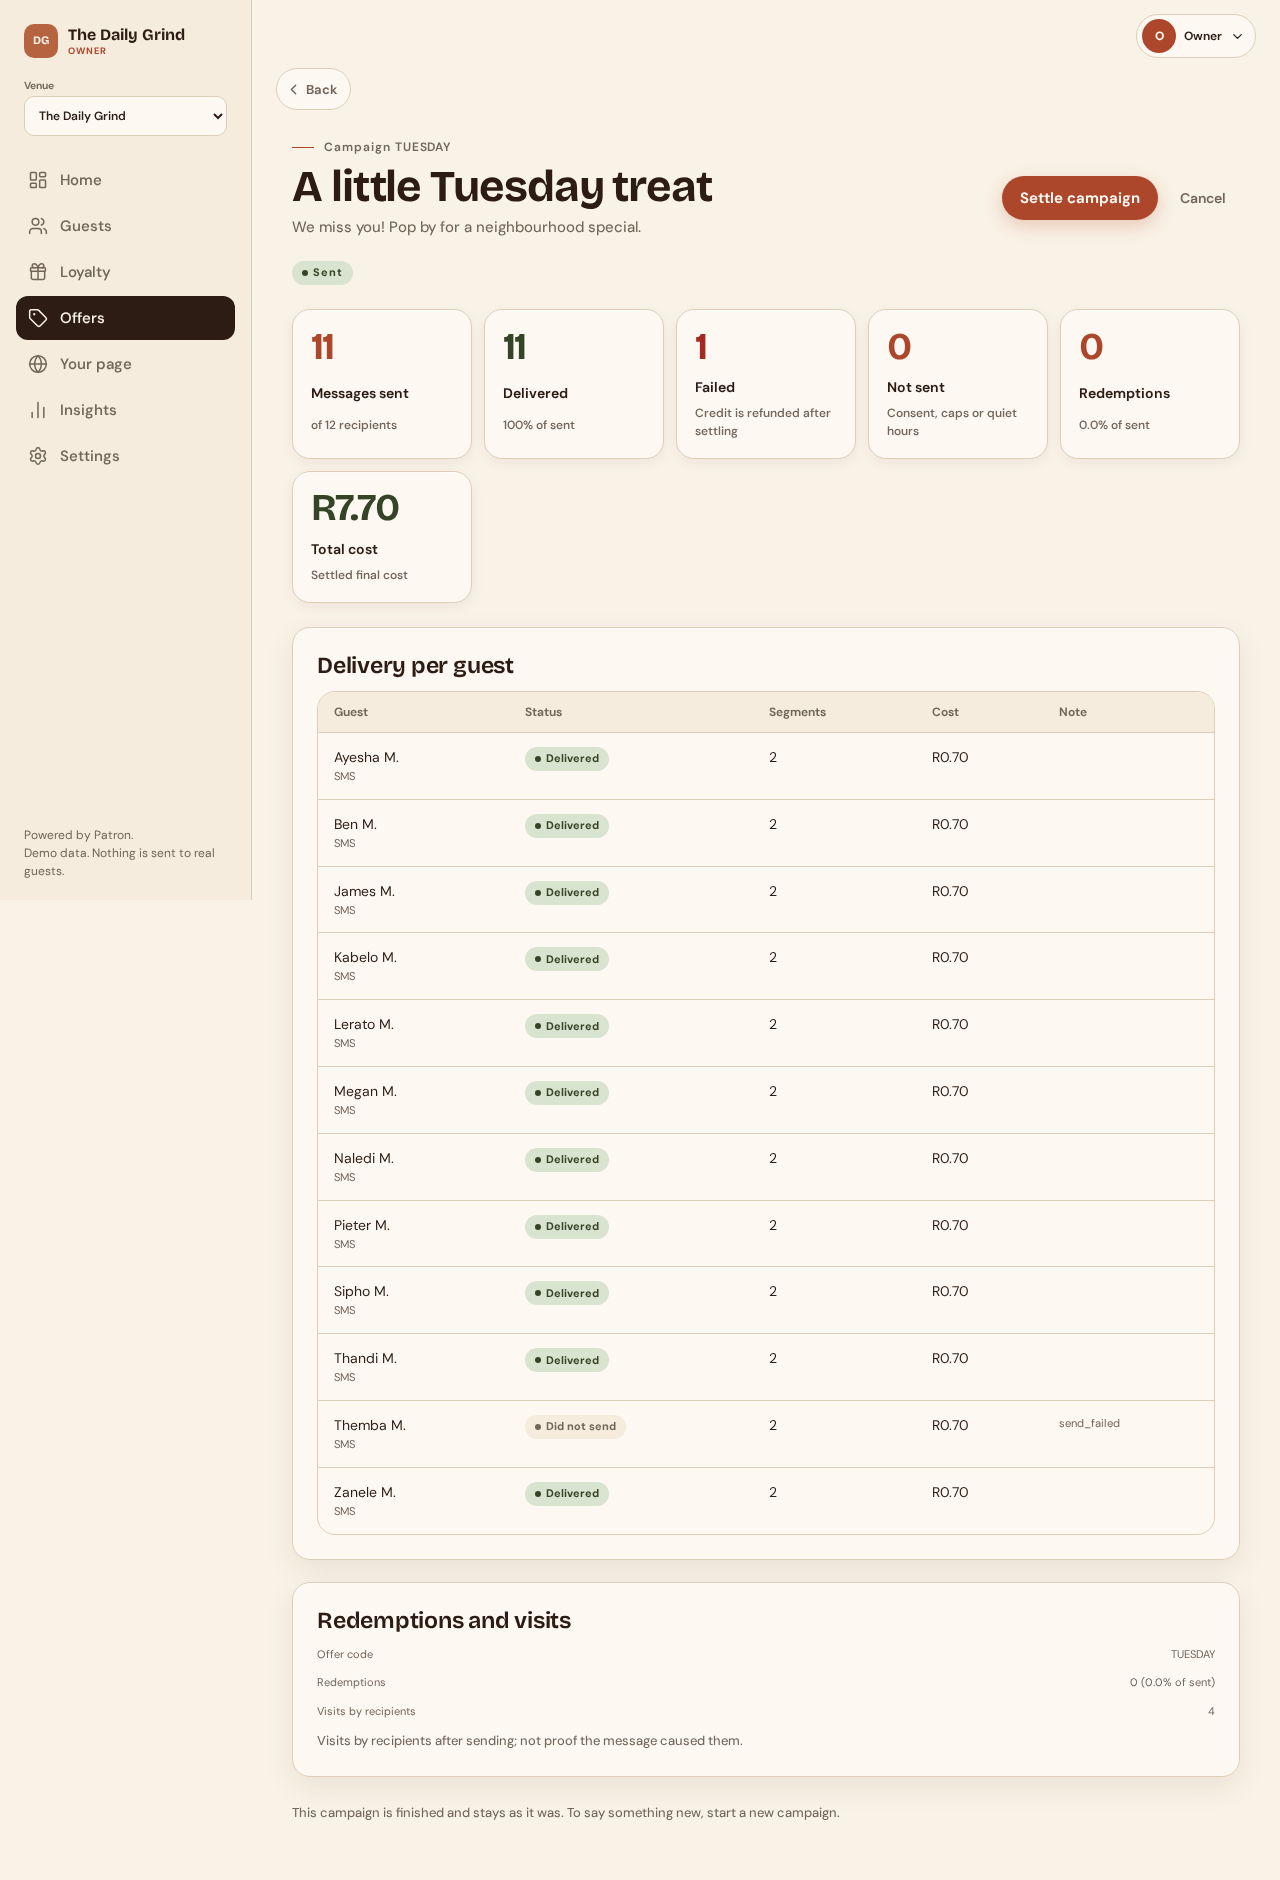 DG
The Daily Grind
OWNER
Venue
The Daily Grind
Home
Guests
Loyalty
Offers
Your page
Insights
Settings
Powered by Patron.
Demo data. Nothing is sent to real
guests.
O Owner
Back
Campaign TUESDAY
A little Tuesday treat
We miss you! Pop by for a neighbourhood special.
Settle campaign
Cancel
Sent
11
Messages sent
of 12 recipients
11
Delivered
100% of sent
1
Failed
Credit is refunded after
settling
0
Not sent
Consent, caps or quiet
hours
0
Redemptions
0.0% of sent
R7.70
Total cost
Settled final cost
Delivery per guest
Guest Status Segments Cost Note
Ayesha M. Delivered 2 R0.70
SMS
Ben M. Delivered 2 R0.70
SMS
James M. Delivered 2 R0.70
SMS
Kabelo M. Delivered 2 R0.70
SMS
Lerato M. Delivered 2 R0.70
SMS
Megan M. Delivered 2 R0.70
SMS
Naledi M. Delivered 2 R0.70
SMS
Pieter M. Delivered 2 R0.70
SMS
Sipho M. Delivered 2 R0.70
SMS
Thandi M. Delivered 2 R0.70
SMS
Themba M. Did not send 2 R0.70 send_failed
SMS
Zanele M. Delivered 2 R0.70
SMS
Redemptions and visits
Offer code TUESDAY
Redemptions 0 (0.0% of sent)
Visits by recipients 4
Visits by recipients after sending; not proof the message caused them.
This campaign is finished and stays as it was. To say something new, start a new campaign.